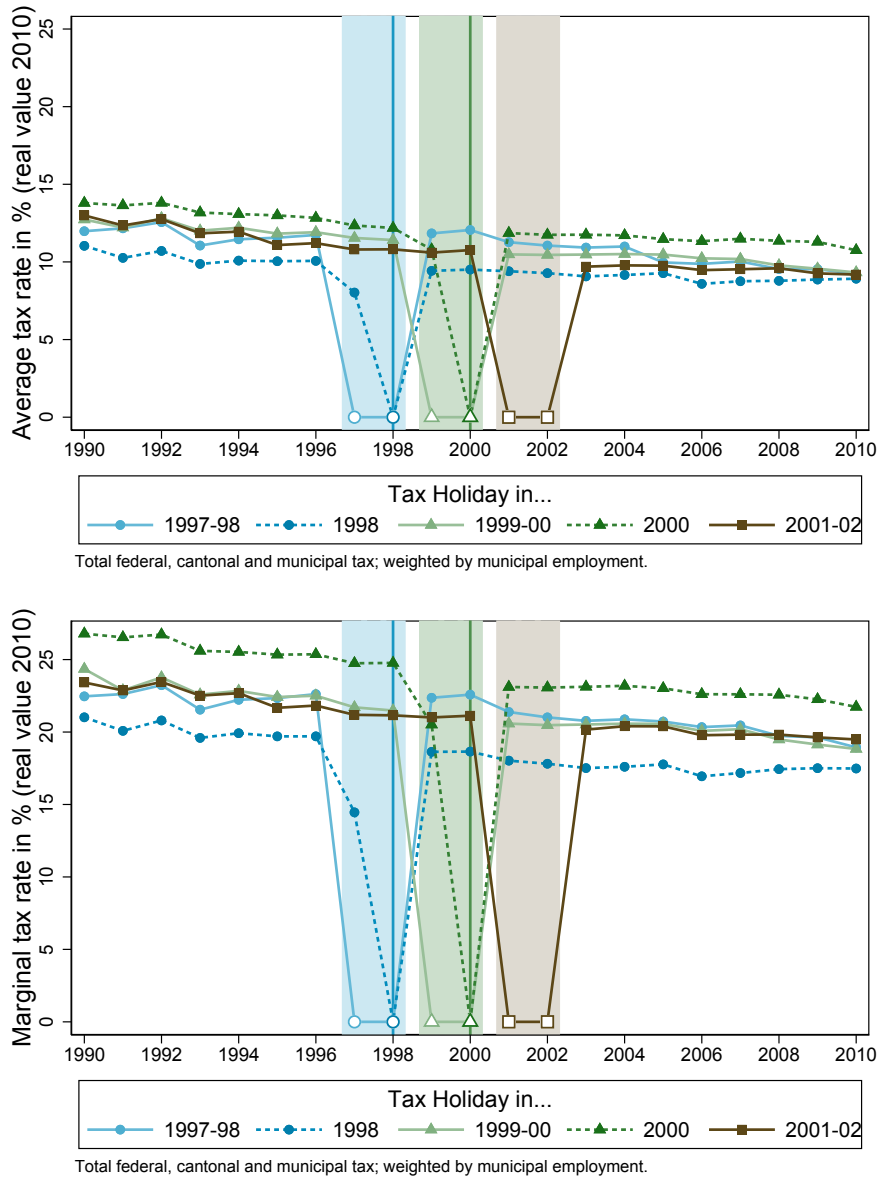 Average tax rate in % (real value 2010)
25
20
15
10
5
0
1990 1992 1994 1996 1998 2000 2002 2004 2006 2008 2010
Tax Holiday in...
1997-98 1998 1999-00 2000 2001-02
Total federal, cantonal and municipal tax; weighted by municipal employment.
Marginal tax rate in % (real value 2010)
25
20
15
10
5
0
1990 1992 1994 1996 1998 2000 2002 2004 2006 2008 2010
Tax Holiday in...
1997-98 1998 1999-00 2000 2001-02
Total federal, cantonal and municipal tax; weighted by municipal employment.